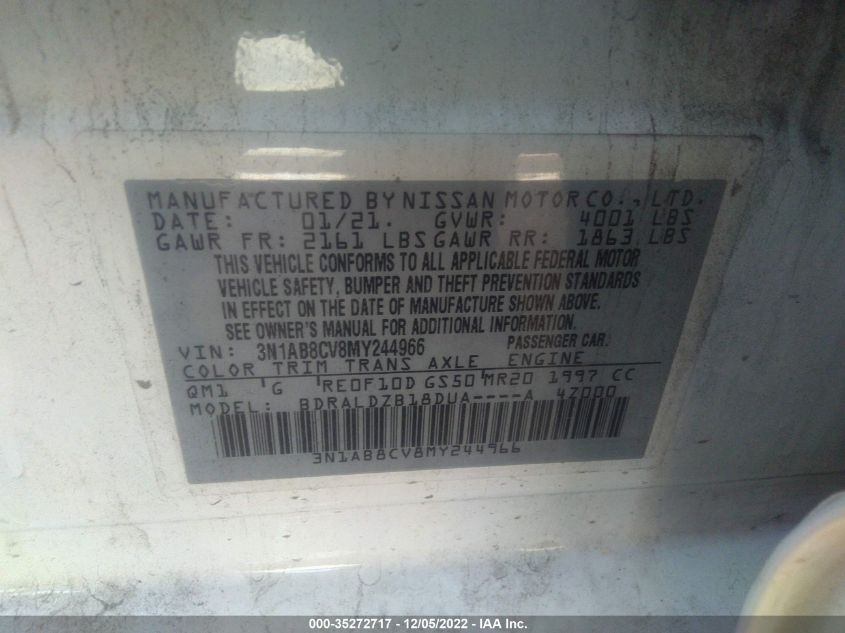 MANUFACTURED BY NISSAN MOTOR CO., LTD.
DATE: 01/21. GVWR: 4001 LBS
GAWR FR: 2161 LBS GAWR RR: 1863 LBS
THIS VEHICLE CONFORMS TO ALL APPLICABLE FEDERAL MOTOR
VEHICLE SAFETY, BUMPER AND THEFT PREVENTION STANDARDS
IN EFFECT ON THE DATE OF MANUFACTURE SHOWN ABOVE.
SEE OWNER'S MANUAL FOR ADDITIONAL INFORMATION.
VIN: 3N1AB8CV8MY244966 PASSENGER CAR.
COLOR TRIM TRANS AXLE ENGINE
QM1 'G 'RE0F10D GS50'MR20 1997 CC
MODEL: BDRALDZB18DUA----A 4Z000
3N1AB8CV8MY244966
000-35272717 - 12/05/2022 - IAA Inc.